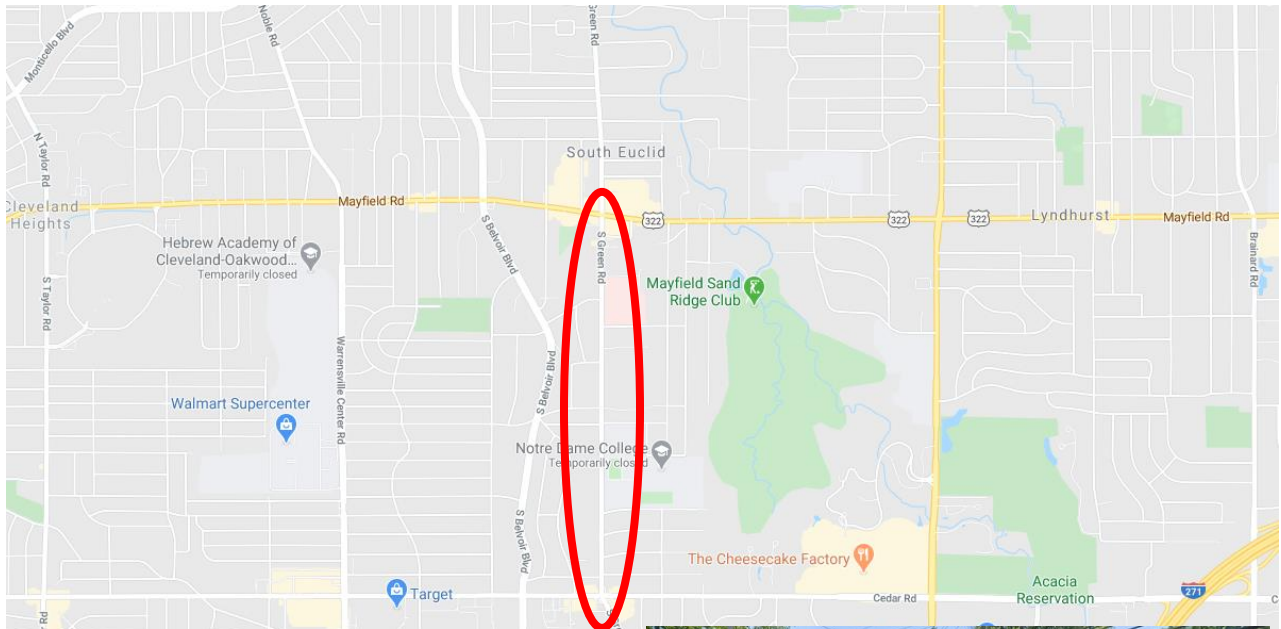 Monticello Blvd
Noble Rd
Green Rd
N Taylor Rd
South Euclid
Cleveland
Heights
Mayfield Rd
322
322
322
Lyndhurst
Mayfield Rd
Hebrew Academy of
Cleveland-Oakwood...
Temporarily closed
S Belvoir Blvd
S Green Rd
Brainard Rd
Mayfield Sand
Ridge Club
S Taylor Rd
Warrensville Center Rd
S Belvoir Blvd
Walmart Supercenter
Notre Dame College
Temporarily closed
S Belvoir Blvd
The Cheesecake Factory
Target
Cedar Rd
Acacia
Reservation
271
Rd